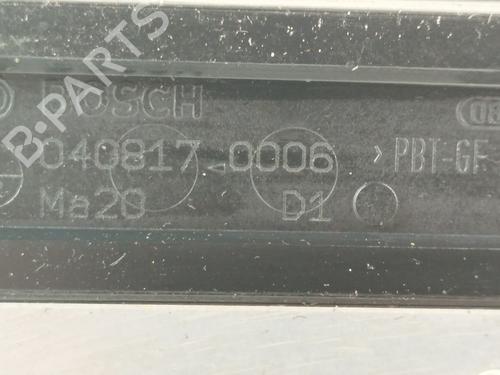 B-PARTS
BOSCH
040817 0006 >PBT-GF
Ma20 D1